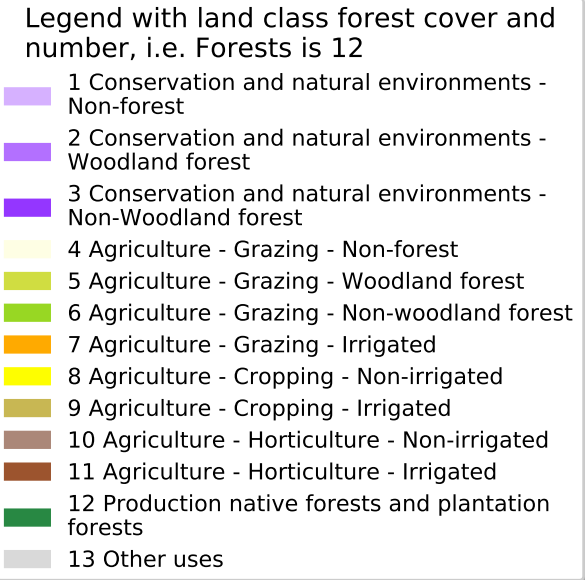 Legend with land class forest cover and
number, i.e. Forests is 12
1 Conservation and natural environments -
Non-forest
2 Conservation and natural environments -
Woodland forest
3 Conservation and natural environments -
Non-Woodland forest
4 Agriculture - Grazing - Non-forest
5 Agriculture - Grazing - Woodland forest
6 Agriculture - Grazing - Non-woodland forest
7 Agriculture - Grazing - Irrigated
8 Agriculture - Cropping - Non-irrigated
9 Agriculture - Cropping - Irrigated
10 Agriculture - Horticulture - Non-irrigated
11 Agriculture - Horticulture - Irrigated
12 Production native forests and plantation
forests
13 Other uses